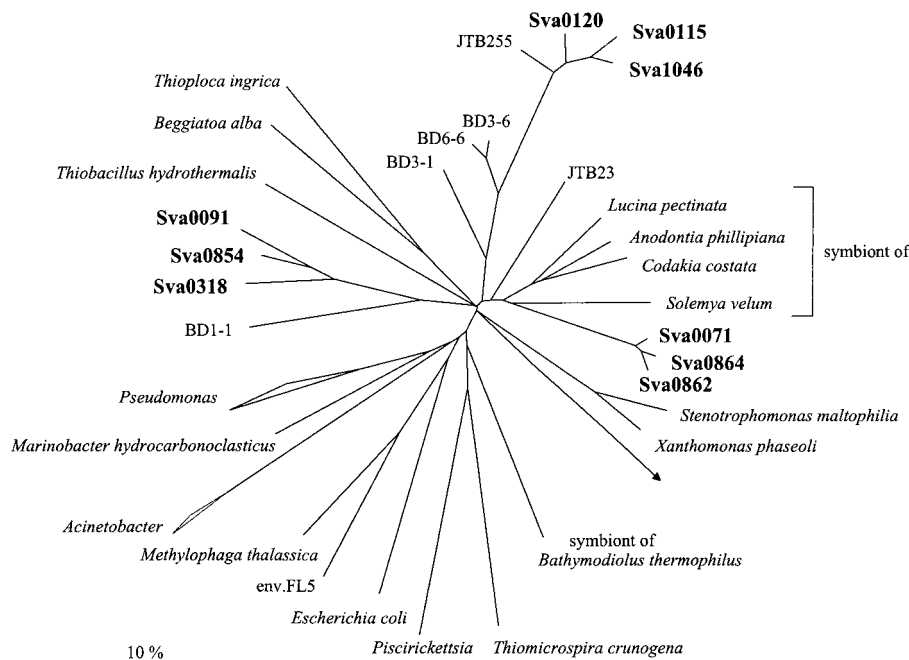 Sva0120
Sva0115
JTB255
Sva1046
Thioploca ingrica
Beggiatoa alba
BD3-6
BD6-6
BD3-1
Thiobacillus hydrothermalis
JTB23
Sva0091
Lucina pectinata
Anodontia phillipiana
Codakia costata
symbiont of
Sva0854
Sva0318
Solemya velum
BD1-1
Sva0071
Sva0864
Sva0862
Pseudomonas
Stenotrophomonas maltophilia
Marinobacter hydrocarbonoclasticus
Xanthomonas phaseoli
Acinetobacter
Methylophaga thalassica
symbiont of
Bathymodiolus thermophilus
env.FL5
Escherichia coli
Piscirickettsia
Thiomicrospira crunogena
10 %